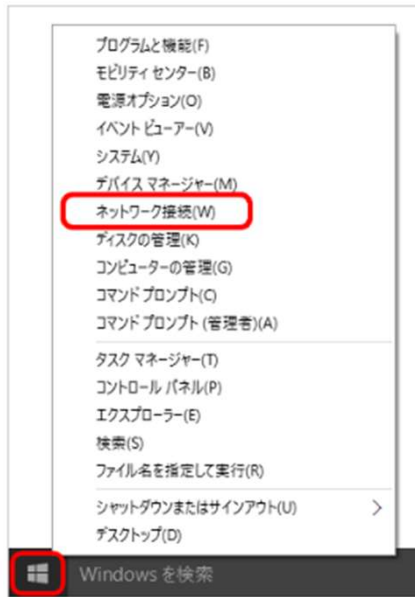 プログラムと機能(F)
モビリティ センター(B)
電源オプション(O)
イベント ビューアー(V)
システム(Y)
デバイス マネージャー(M)
ネットワーク接続(W)
ディスクの管理(K)
コンピューターの管理(G)
コマンド プロンプト(C)
コマンド プロンプト (管理者)(A)
タスク マネージャー(T)
コントロール パネル(P)
エクスプローラー(E)
検索(S)
ファイル名を指定して実行(R)
シャットダウンまたはサインアウト(U)
デスクトップ(D)
Windows を検索